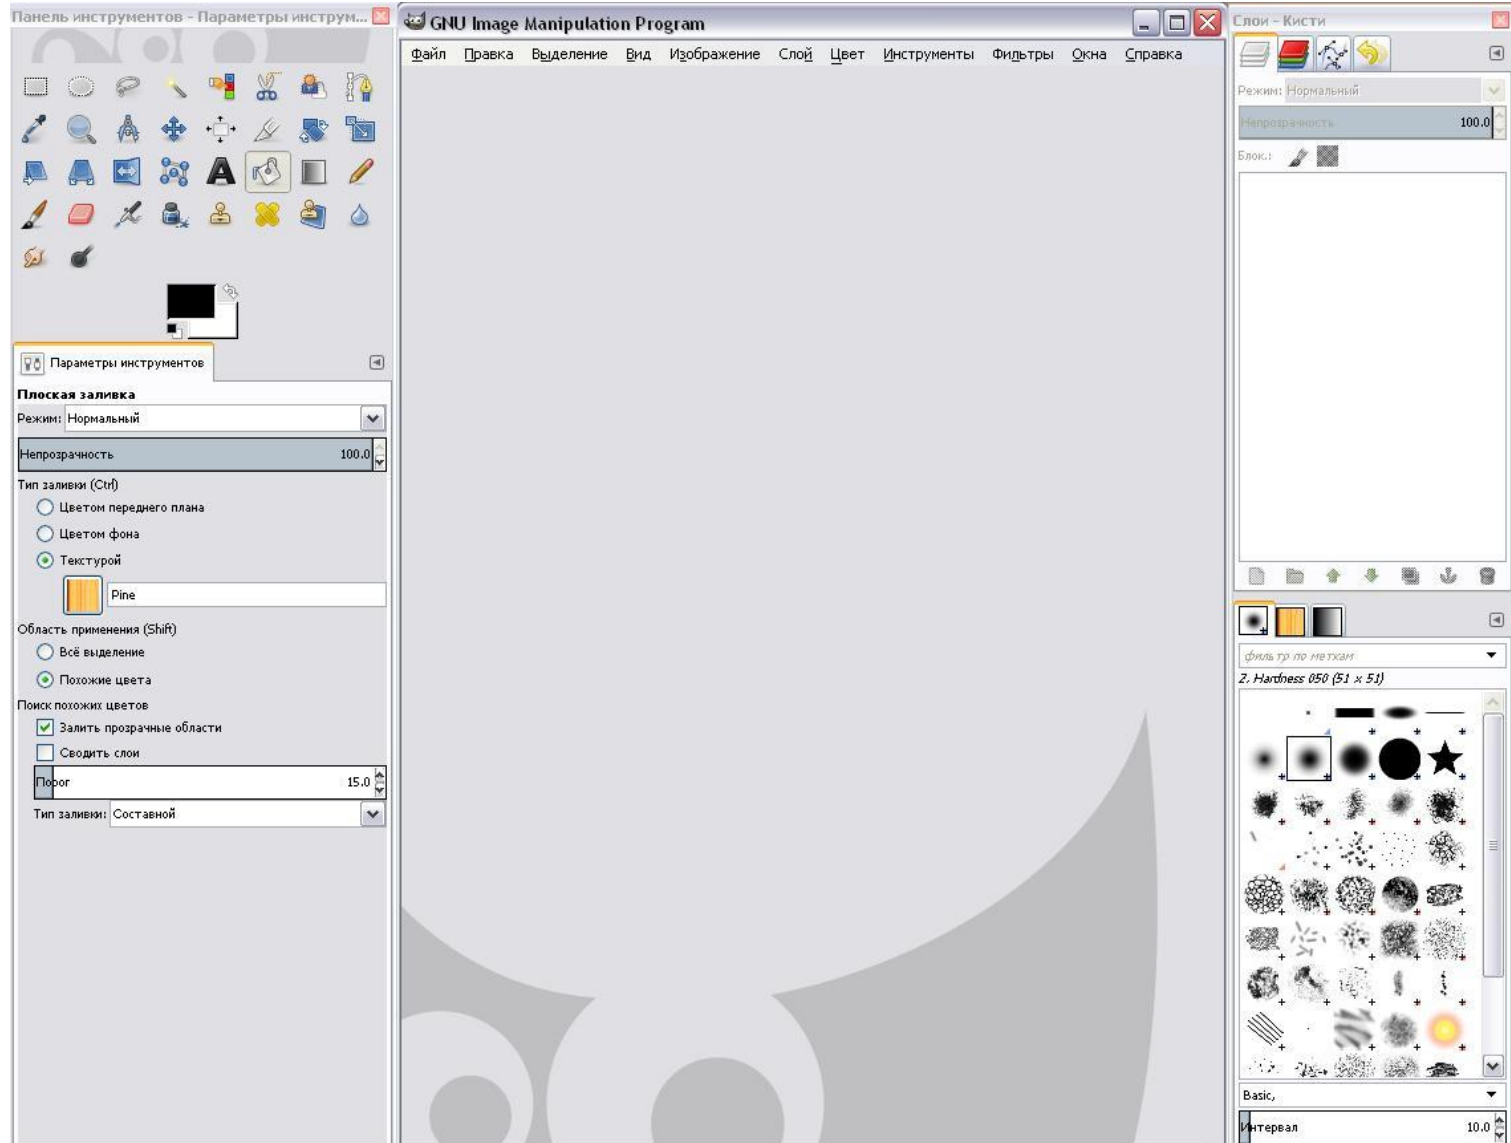 Панель инструментов - Параметры инструм...
GNU Image Manipulation Program
Файл Правка Выделение Вид Изображение Слой Цвет Инструменты Фильтры Окна Справка
Параметры инструментов
Плоская заливка
Режим: Нормальный
Непрозрачность 100.0
Тип заливки (Ctrl)
Цветом переднего плана
Цветом фона
Текстурой
Pine
Область применения (Shift)
Всё выделение
Похожие цвета
Поиск похожих цветов
Залить прозрачные области
Сводить слои
Порог 15.0
Тип заливки: Составной
Слои - Кисти
Режим: Нормальный
Непрозрачность 100.0
Блок.:
фильтр по меткам
2. Hardness 050 (51 x 51)
Basic,
Интервал 10.0